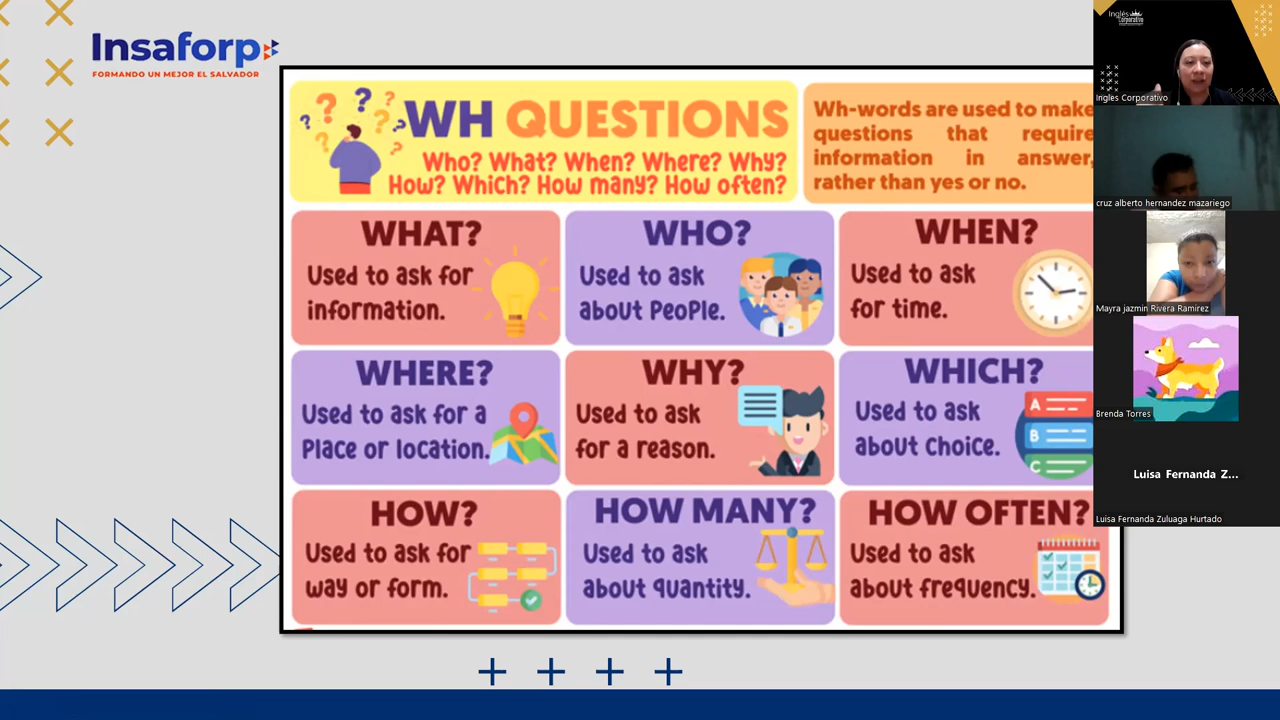 Insaforp
FORMANDO UN MEJOR EL SALVADOR
WH QUESTIONS
Who? What? When? Where? Why?
How? Which? How many? How often?
Wh-words are used to make
questions that require
information in answer,
rather than yes or no.
WHAT?
Used to ask for
information.
WHO?
Used to ask
about People.
WHEN?
Used to ask
for time.
WHERE?
Used to ask for a
Place or location.
WHY?
Used to ask
for a reason.
WHICH?
Used to ask
about Choice.
A
B
C
HOW?
Used to ask for
way or form.
HOW MANY?
Used to ask
about quantity.
HOW OFTEN?
Used to ask
about frequency.
Inglés
Corporativo
Ingles Corporativo
cruz alberto hernandez mazariego
Mayra jazmin Rivera Ramirez
Brenda Torres
Luisa Fernanda Z...
Luisa Fernanda Zuluaga Hurtado